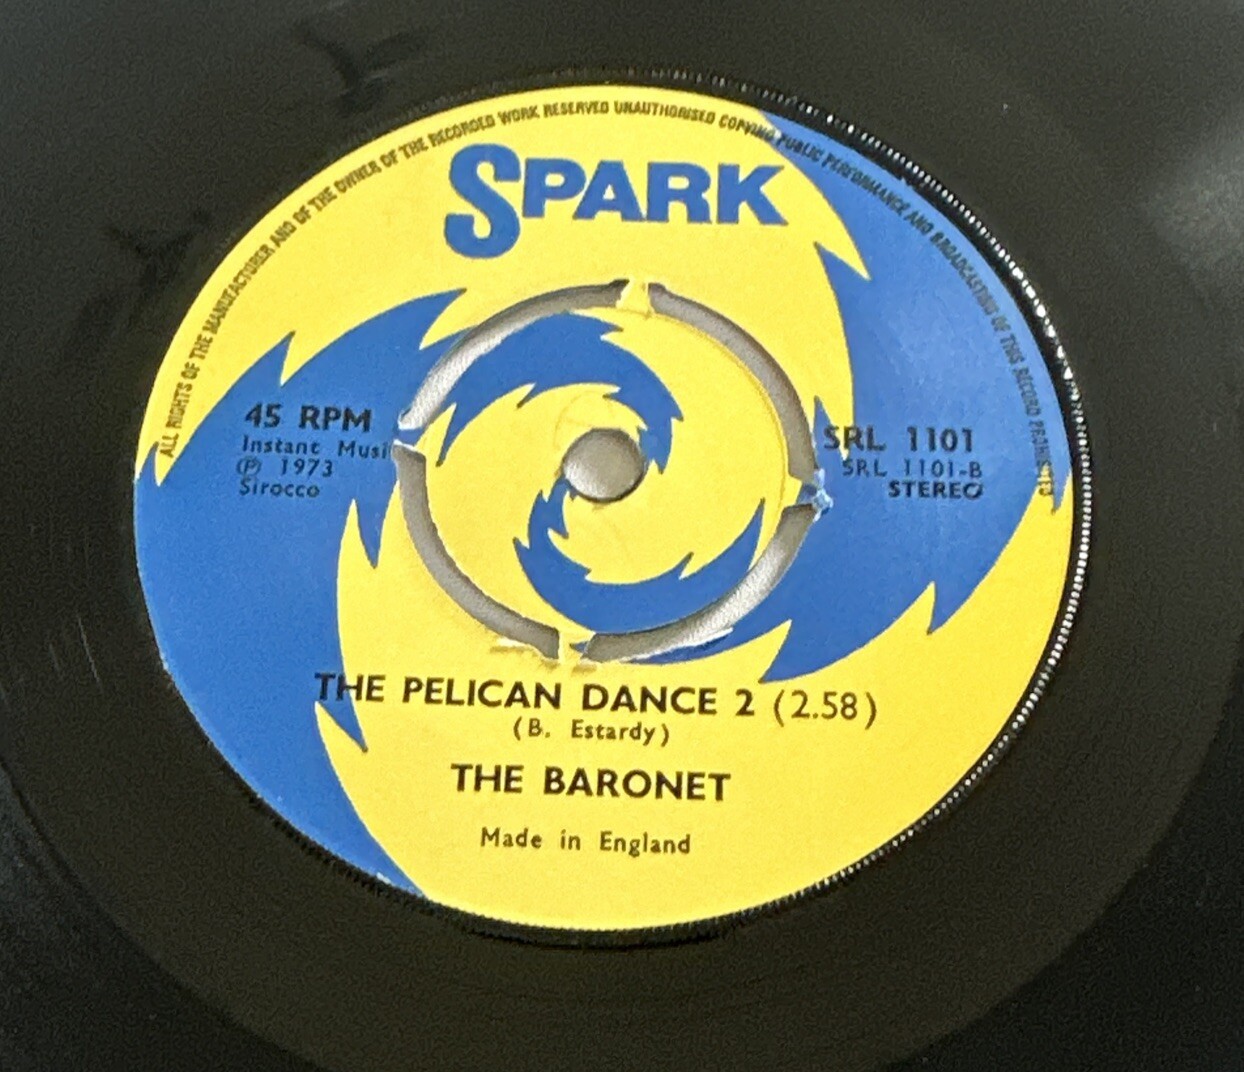 ALL RIGHTS OF THE MANUFACTURER AND OF THE OWNER OF THE RECORDED WORK RESERVED UNAUTHORISED COPYING PUBLIC PERFORMANCE AND BROADCASTING OF THIS RECORD PROHIBITED
SPARK
45 RPM
Instant Musi
℗ 1973
Sirocco
SRL 1101
SRL 1101-B
STEREO
THE PELICAN DANCE 2 (2.58)
(B. Estardy)
THE BARONET
Made in England